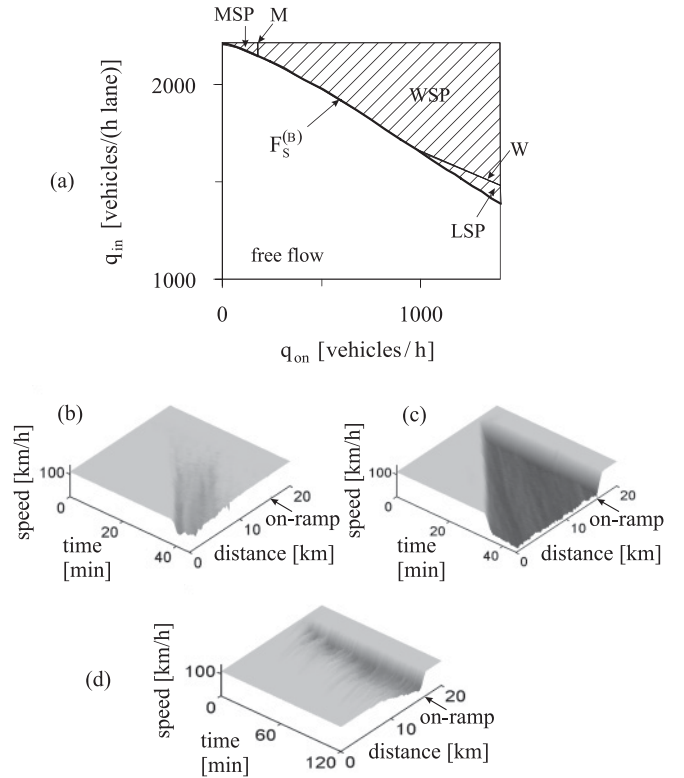 (a)
MSP
M
2000
WSP
F_S^(B)
W
LSP
free flow
1000
q_in [vehicles/(h lane)]
0
1000
q_on [vehicles/h]
(b)
speed [km/h]
100
0
20
40
time
[min]
0
10
20
on-ramp
distance [km]
(c)
speed [km/h]
100
0
20
40
time
[min]
0
10
20
on-ramp
distance [km]
(d)
speed [km/h]
100
0
60
120
time
[min]
0
10
20
on-ramp
distance [km]